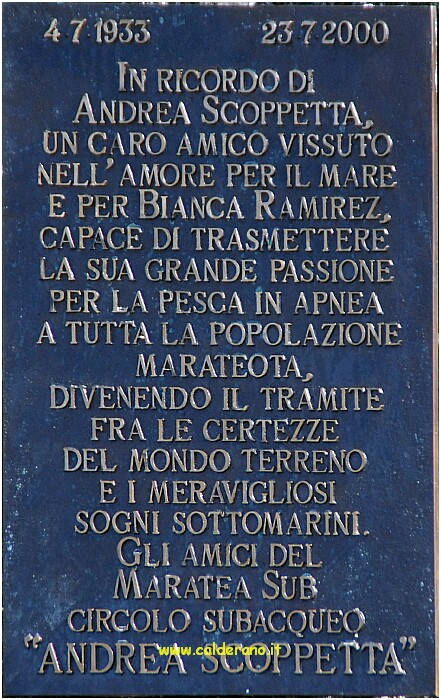 4 7 1933 23 7 2000
IN RICORDO DI
ANDREA SCOPPETTA,
UN CARO AMICO VISSUTO
NELL'AMORE PER IL MARE
E PER BIANCA RAMIREZ,
CAPACE DI TRASMETTERE
LA SUA GRANDE PASSIONE
PER LA PESCA IN APNEA
A TUTTA LA POPOLAZIONE
MARATEOTA,
DIVENENDO IL TRAMITE
FRA LE CERTEZZE
DEL MONDO TERRENO
E I MERAVIGLIOSI
SOGNI SOTTOMARINI.
GLI AMICI DEL
MARATEA SUB
CIRCOLO SUBACQUEO
www.calderano.it
"ANDREA SCOPPETTA"